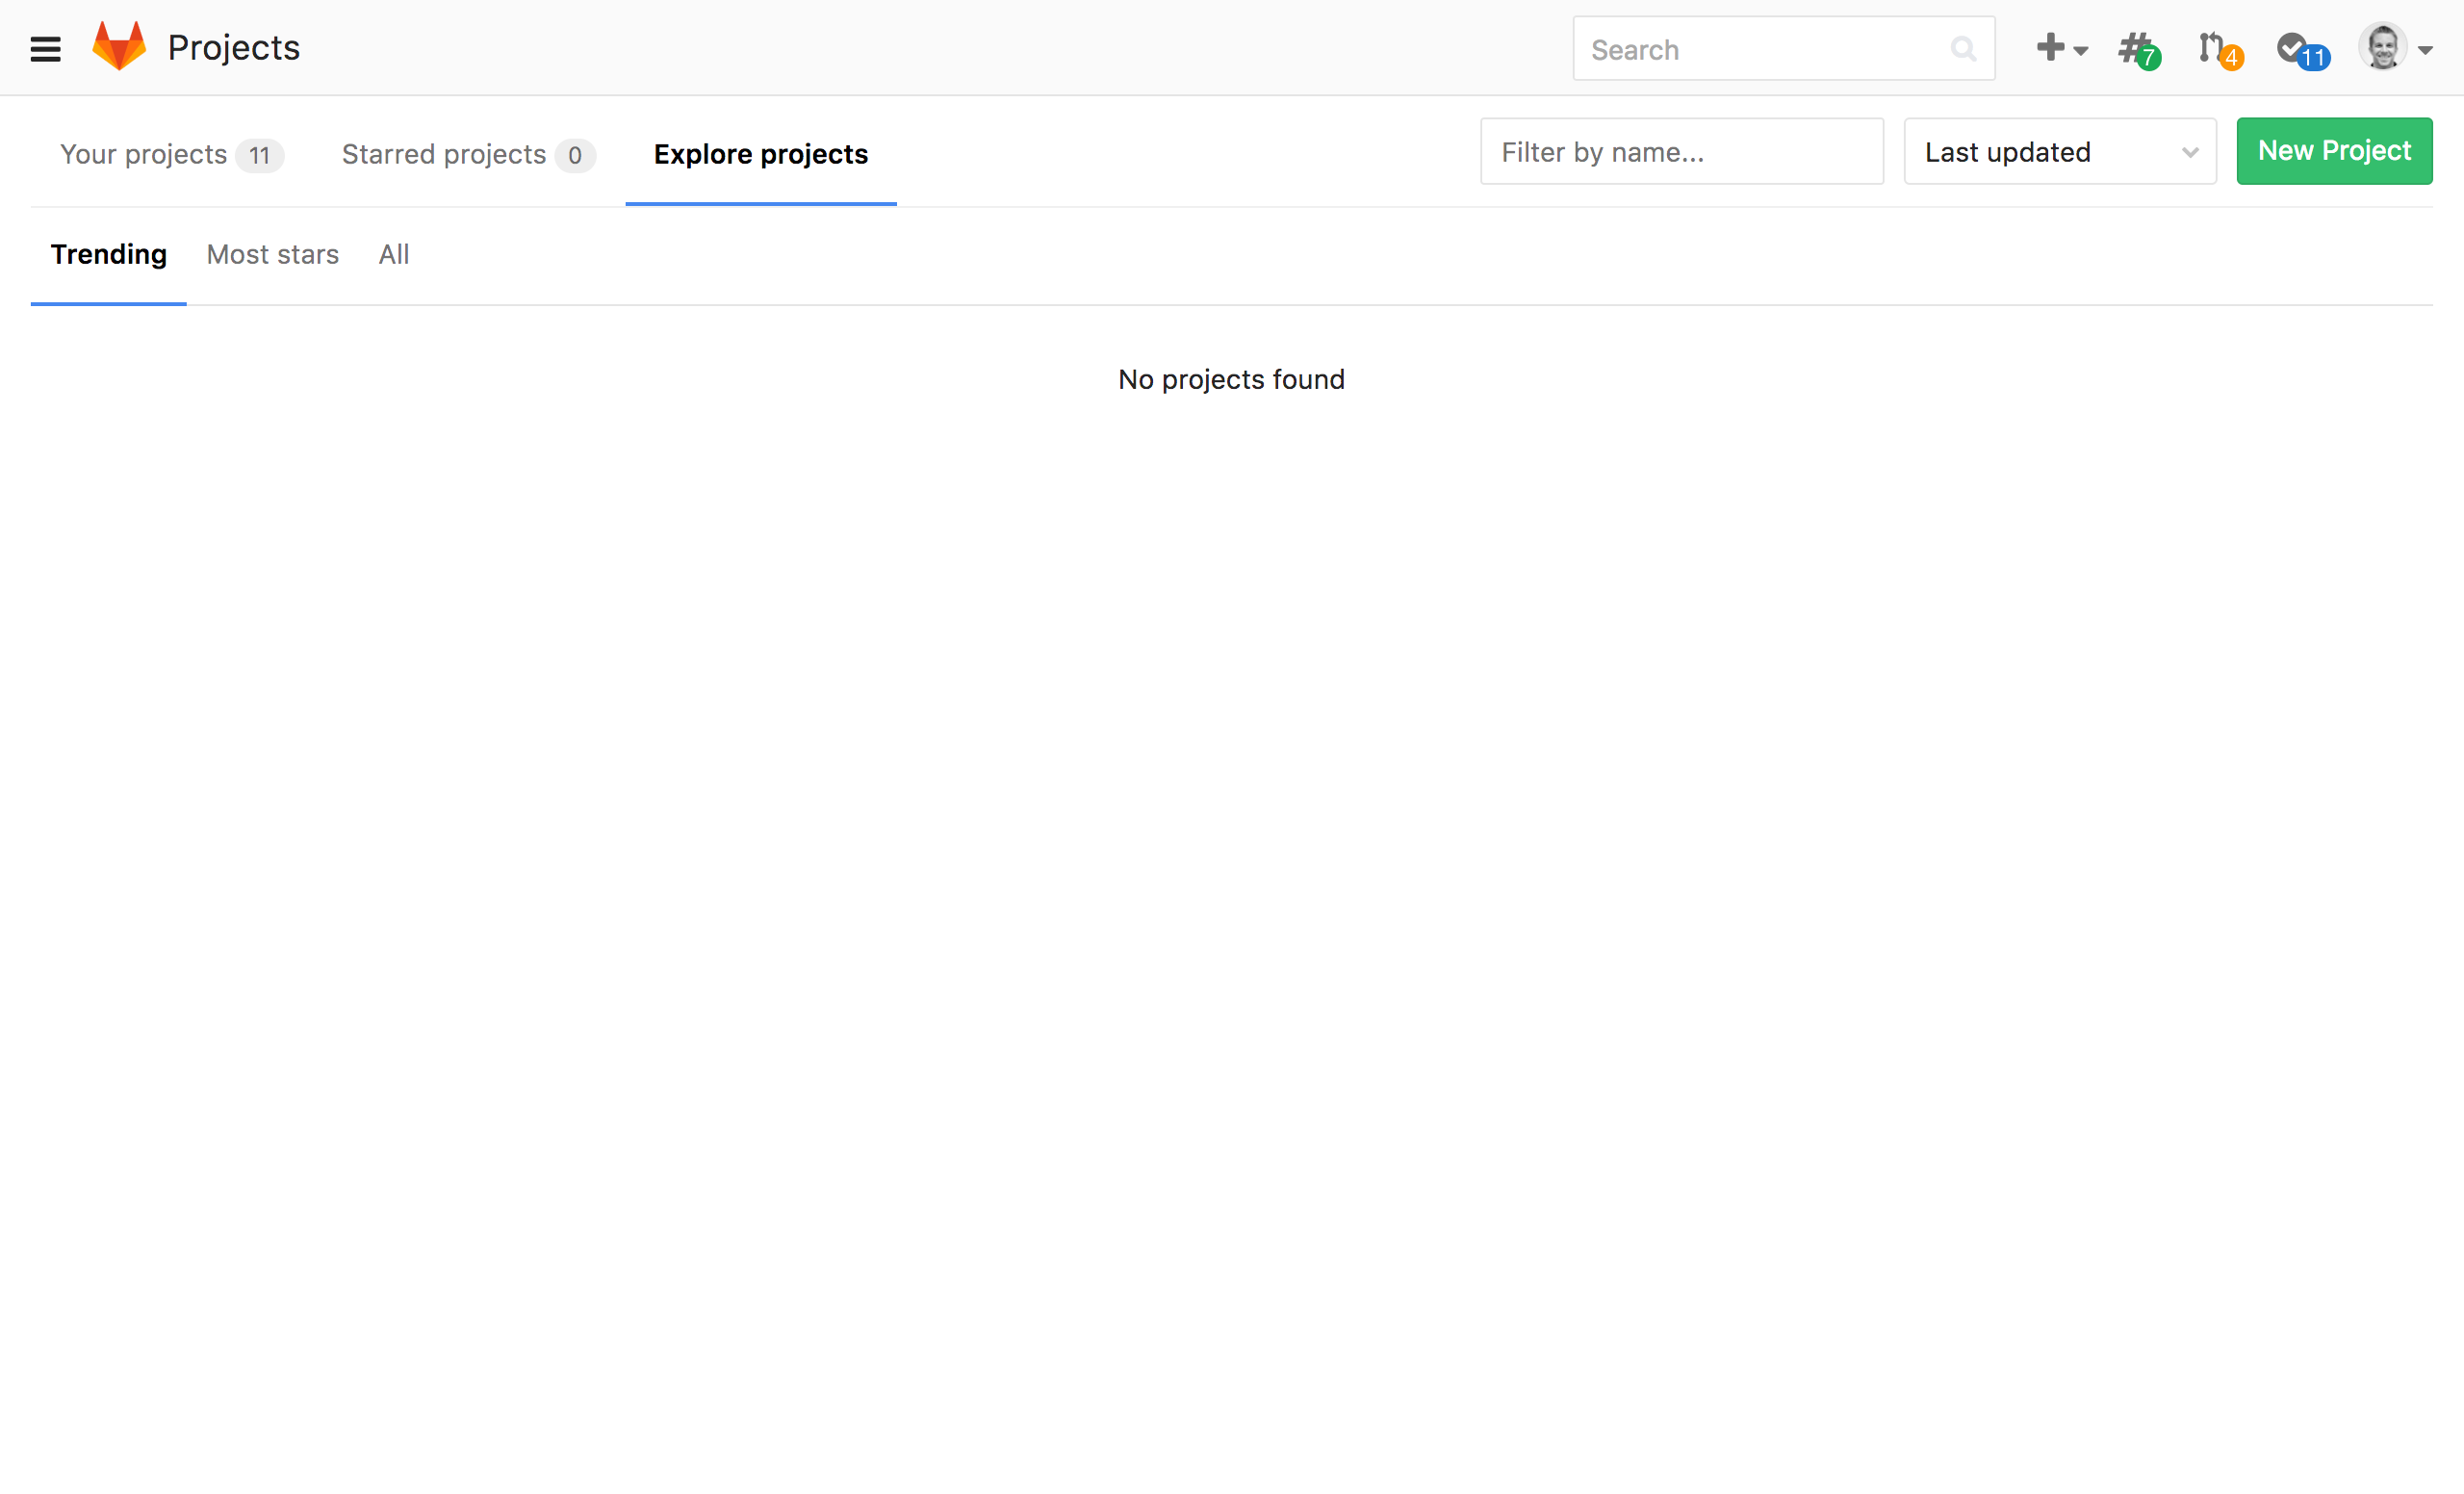 Projects
Search
7
4
11
Your projects 11
Starred projects 0
Explore projects
Filter by name...
Last updated
New Project
Trending
Most stars
All
No projects found